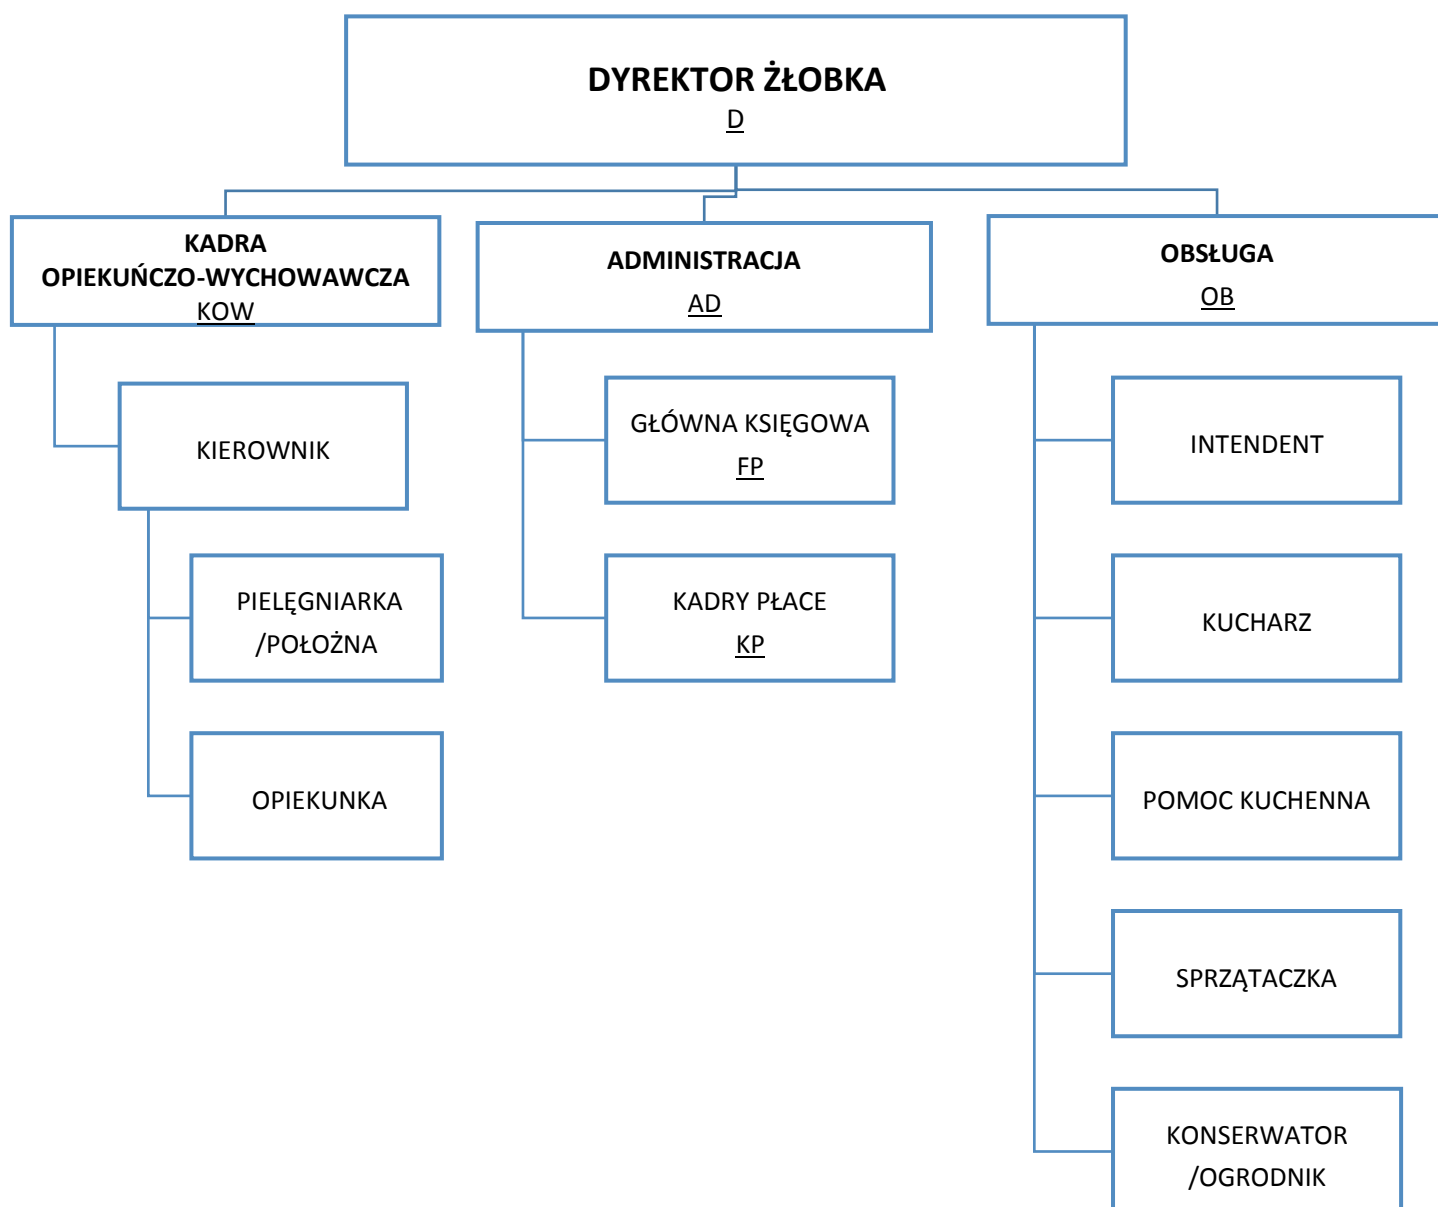 DYREKTOR ŻŁOBKA
D
KADRA
OPIEKUŃCZO-WYCHOWAWCZA
KOW
KIEROWNIK
PIELĘGNIARKA
/POŁOŻNA
OPIEKUNKA
ADMINISTRACJA
AD
GŁÓWNA KSIĘGOWA
FP
KADRY PŁACE
KP
OBSŁUGA
OB
INTENDENT
KUCHARZ
POMOC KUCHENNA
SPRZĄTACZKA
KONSERWATOR
/OGRODNIK